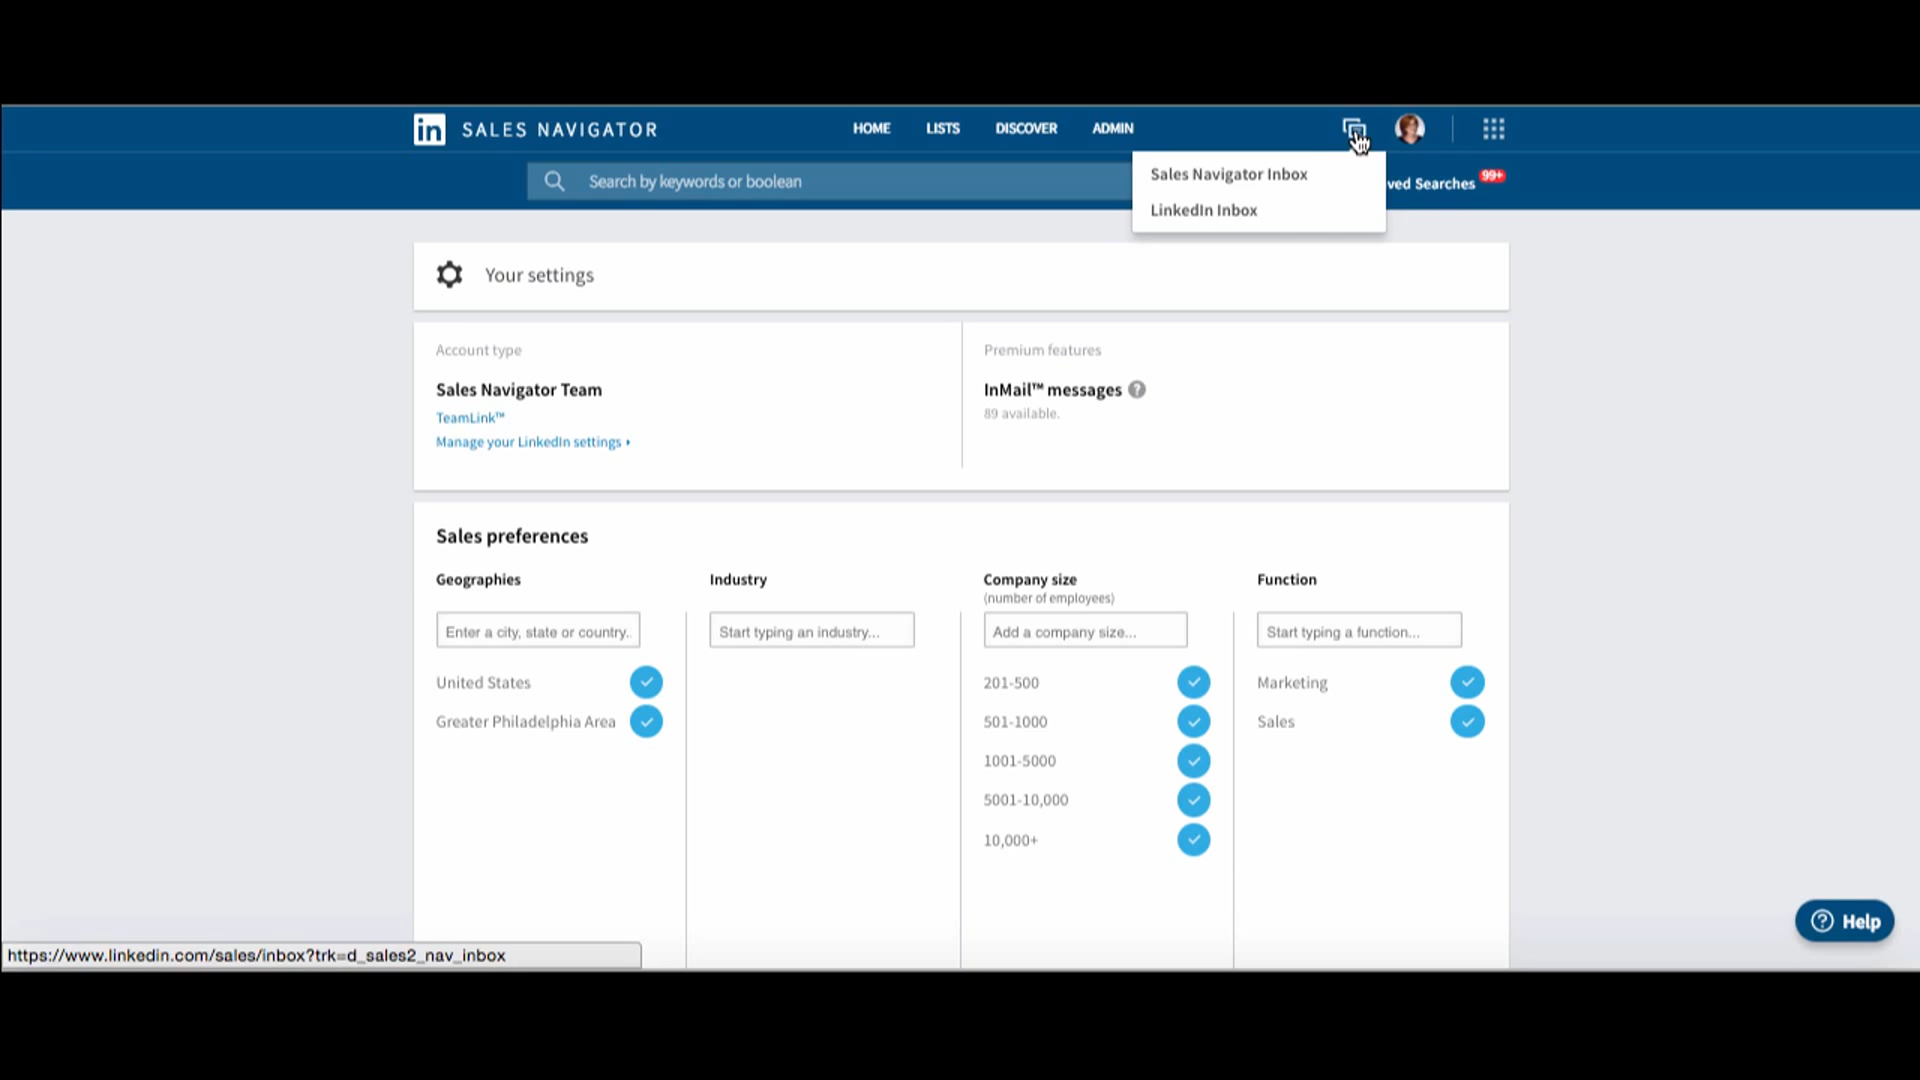 in SALES NAVIGATOR HOME LISTS DISCOVER ADMIN
Search by keywords or boolean
Sales Navigator Inbox
LinkedIn Inbox
ved Searches 99+
Your settings
Account type
Sales Navigator Team
TeamLink™
Manage your LinkedIn settings
Premium features
InMail™ messages ?
89 available.
Sales preferences
Geographies
Enter a city, state or country.
United States
Greater Philadelphia Area
Industry
Start typing an industry...
Company size
(number of employees)
Add a company size...
201-500
501-1000
1001-5000
5001-10,000
10,000+
Function
Start typing a function...
Marketing
Sales
? Help
https://www.linkedin.com/sales/inbox?trk=d_sales2_nav_inbox